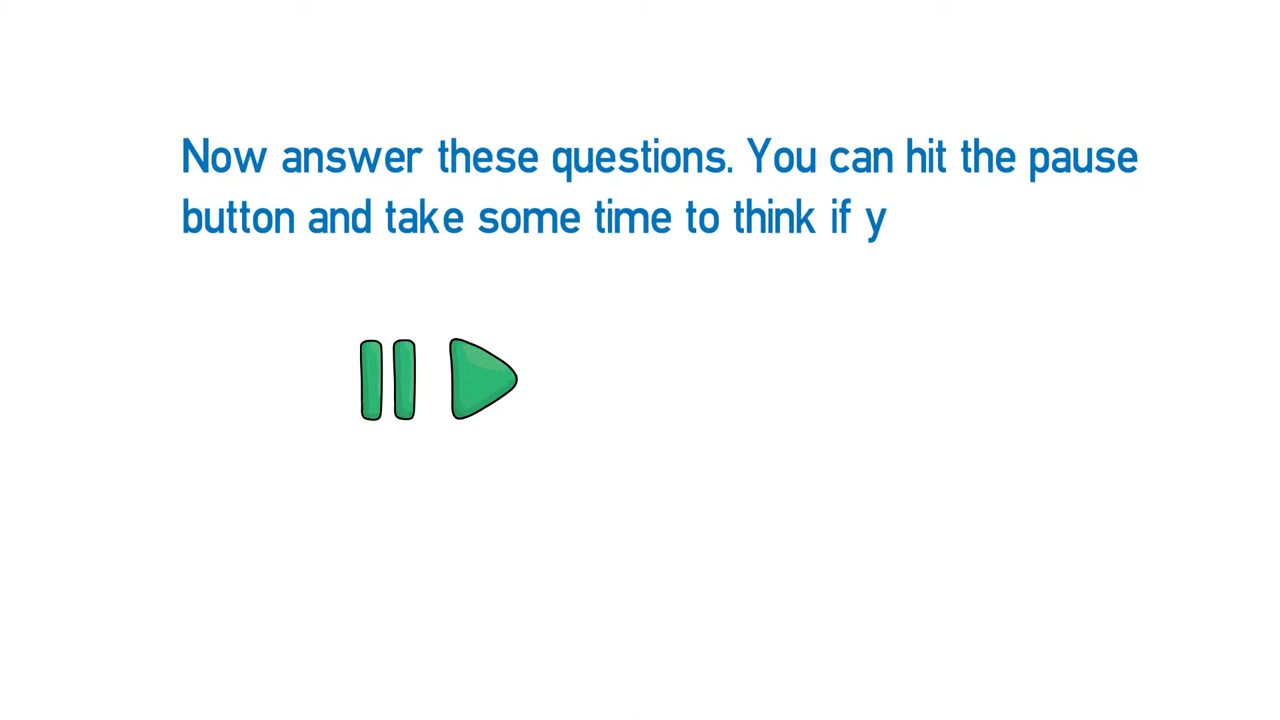 Now answer these questions. You can hit the pause
button and take some time to think if y